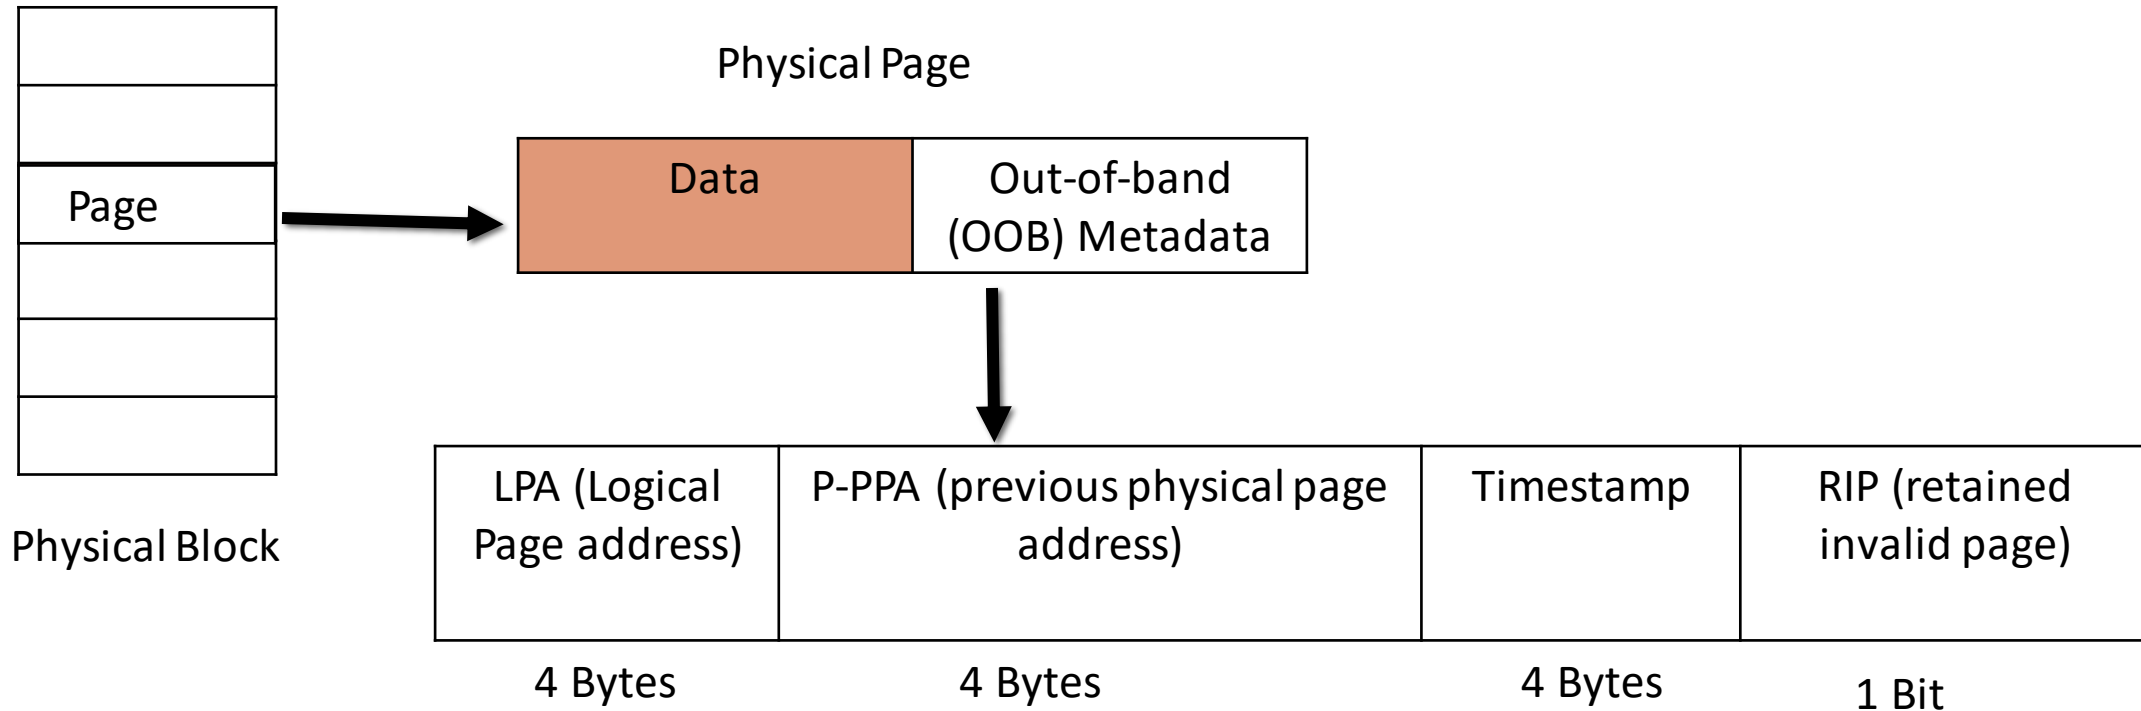 Physical Page
Page
Data
Out-of-band
(OOB) Metadata
Physical Block
LPA (Logical
Page address)
P-PPA (previous physical page
address)
Timestamp
RIP (retained
invalid page)
4 Bytes
4 Bytes
4 Bytes
1 Bit